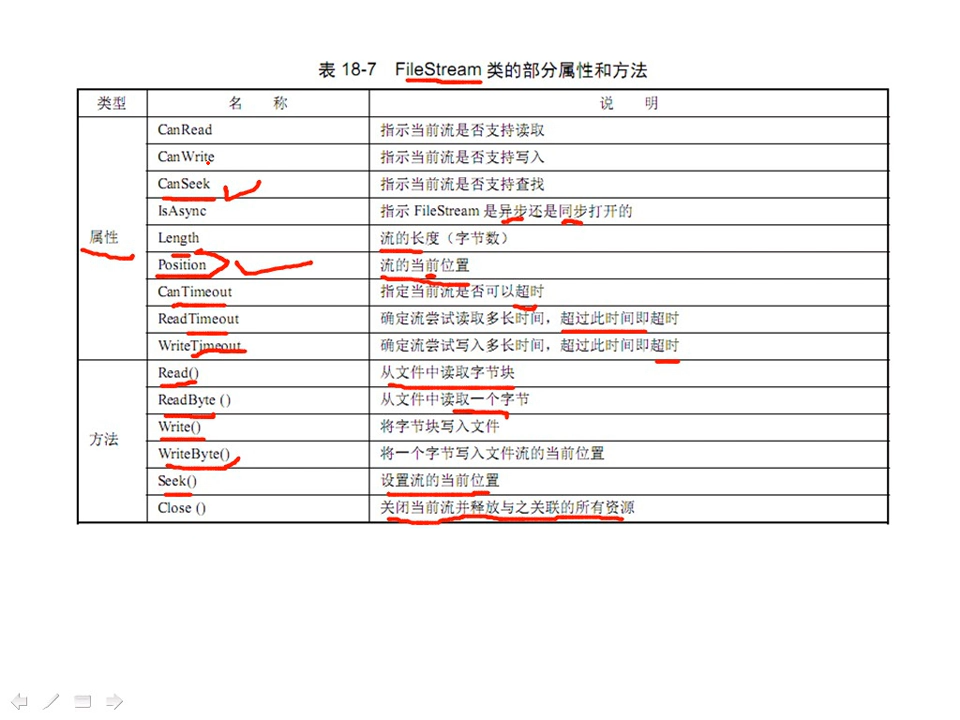 表 18-7 FileStream 类的部分属性和方法
类型 名 称 说 明
属性
CanRead 指示当前流是否支持读取
CanWrite 指示当前流是否支持写入
CanSeek 指示当前流是否支持查找
IsAsync 指示 FileStream 是异步还是同步打开的
Length 流的长度（字节数）
Position 流的当前位置
CanTimeout 指定当前流是否可以超时
ReadTimeout 确定流尝试读取多长时间，超过此时间即超时
WriteTimeout 确定流尝试写入多长时间，超过此时间即超时
方法
Read() 从文件中读取字节块
ReadByte () 从文件中读取一个字节
Write() 将字节块写入文件
WriteByte() 将一个字节写入文件流的当前位置
Seek() 设置流的当前位置
Close () 关闭当前流并释放与之关联的所有资源